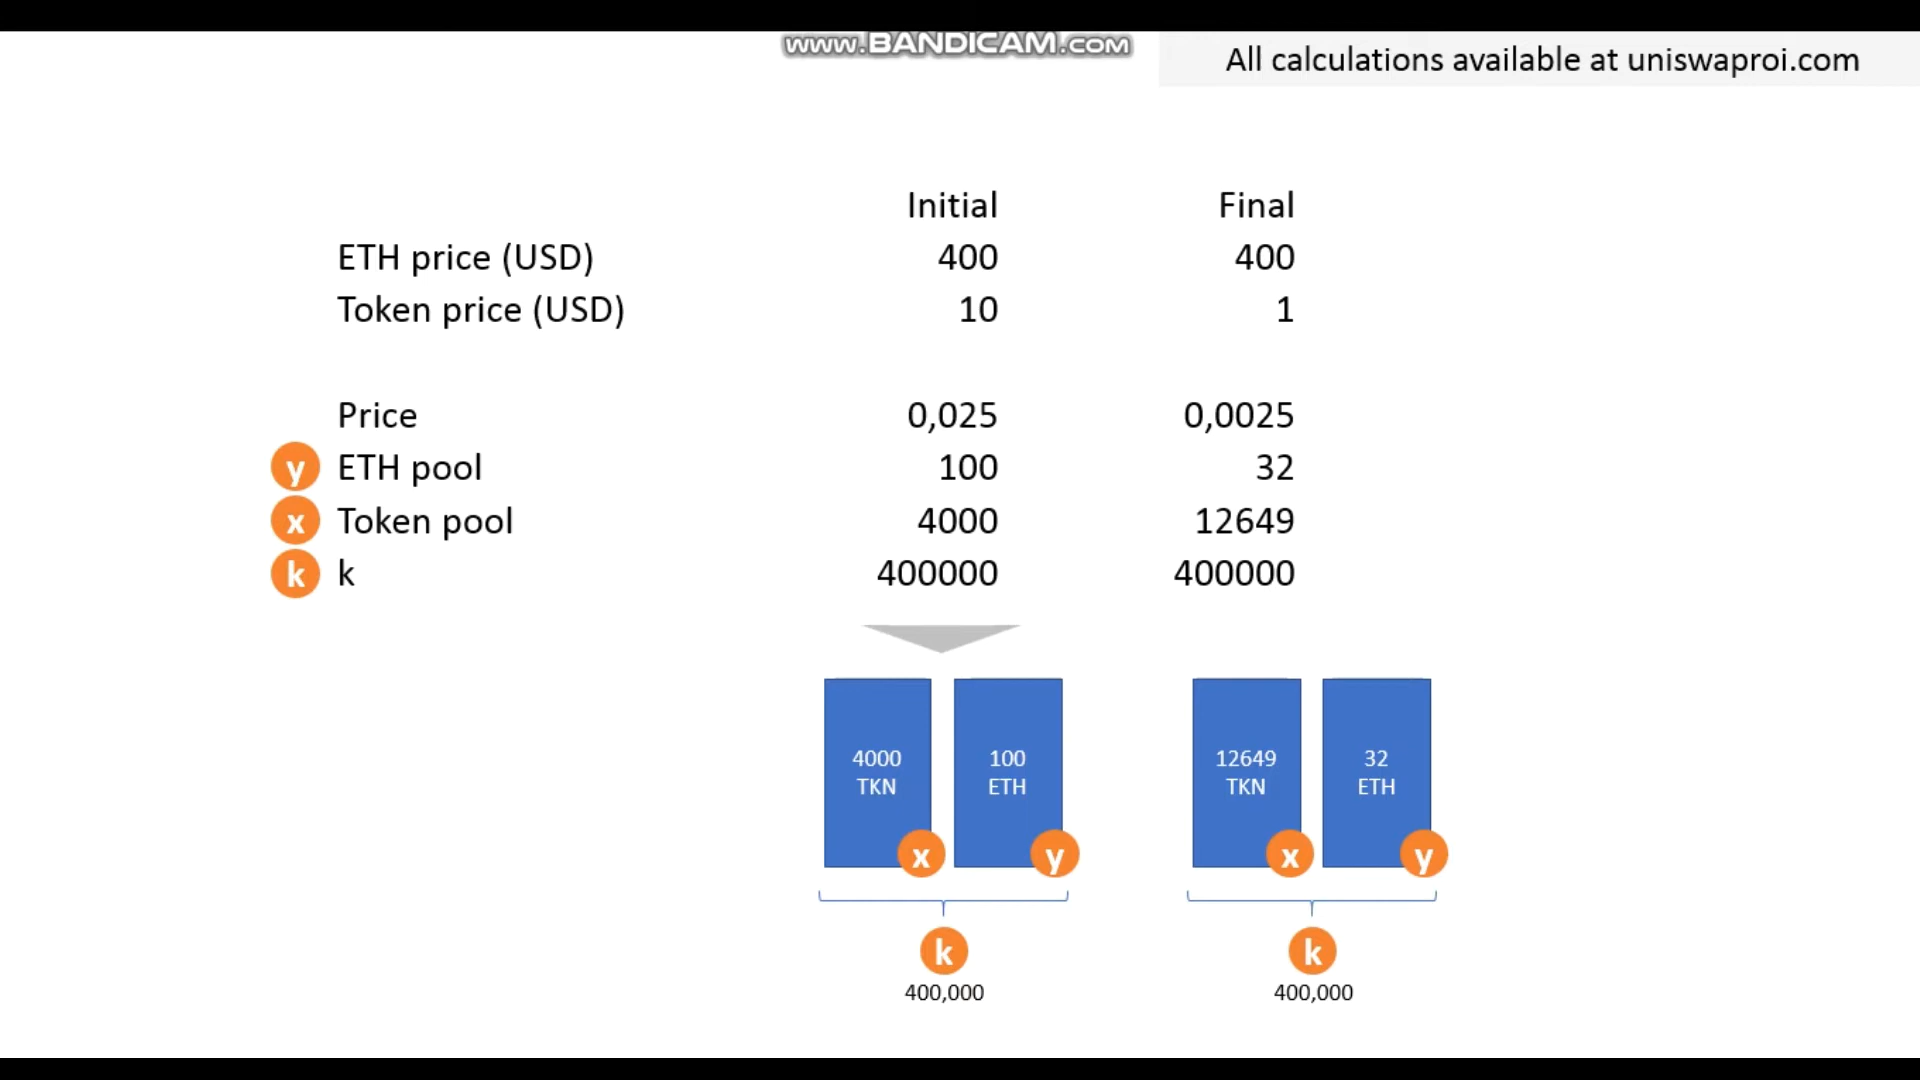 www.BANDICAM.com
All calculations available at uniswaproi.com
Initial Final
ETH price (USD) 400 400
Token price (USD) 10 1
Price 0,025 0,0025
y ETH pool 100 32
x Token pool 4000 12649
k k 400000 400000
4000 100 12649 32
TKN ETH TKN ETH
x y x y
k k
400,000 400,000